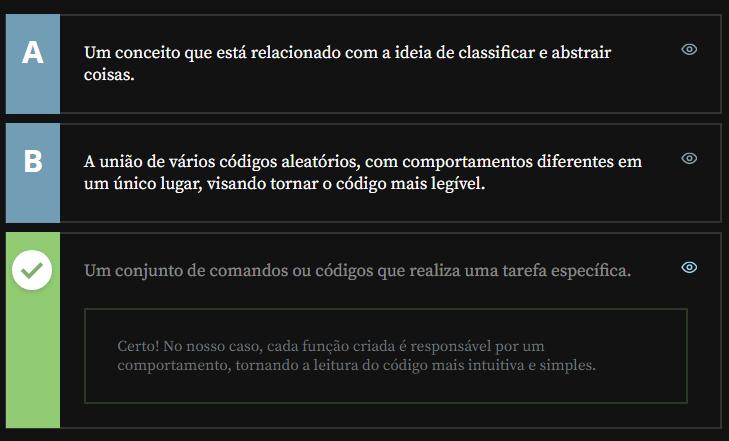 A
Um conceito que está relacionado com a ideia de classificar e abstrair
coisas.
B
A união de vários códigos aleatórios, com comportamentos diferentes em
um único lugar, visando tornar o código mais legível.
Um conjunto de comandos ou códigos que realiza uma tarefa específica.
Certo! No nosso caso, cada função criada é responsável por um
comportamento, tornando a leitura do código mais intuitiva e simples.